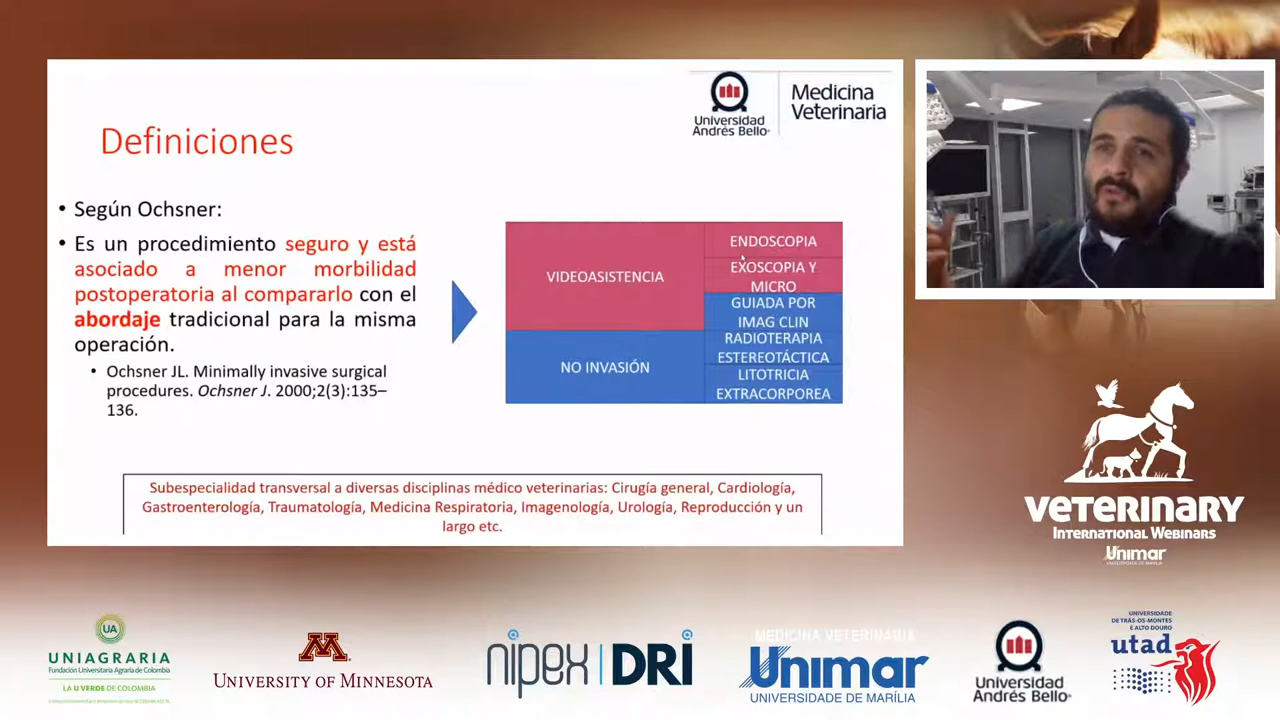 Universidad
Andrés Bello
Medicina
Veterinaria
Definiciones
• Según Ochsner:
• Es un procedimiento seguro y está
asociado a menor morbilidad
postoperatoria al compararlo con el
abordaje tradicional para la misma
operación.
• Ochsner JL. Minimally invasive surgical
procedures. Ochsner J. 2000;2(3):135–
136.
VIDEOASISTENCIA
NO INVASIÓN
ENDOSCOPIA
EXOSCOPIA Y
MICRO
GUIADA POR
IMAG CLIN
RADIOTERAPIA
ESTEREOTÁCTICA
LITOTRICIA
EXTRACORPOREA
Subespecialidad transversal a diversas disciplinas médico veterinarias: Cirugía general, Cardiología,
Gastroenterología, Traumatología, Medicina Respiratoria, Imagenología, Urología, Reproducción y un
largo etc.
VETERINARY
INTERNATIONAL WEBINARS
Unimar
UNIVERSIDADE DE MARÍLIA
UA
UNIAGRARIA
Fundación Universitaria Agraria de Colombia
LA U VERDE DE COLOMBIA
M
UNIVERSITY OF MINNESOTA
nipex DRI
MEDICINA VETERINÁRIA
Unimar
UNIVERSIDADE DE MARÍLIA
Universidad
Andrés Bello
UNIVERSIDADE
DE TRÁS-OS-MONTES
E ALTO DOURO
utad